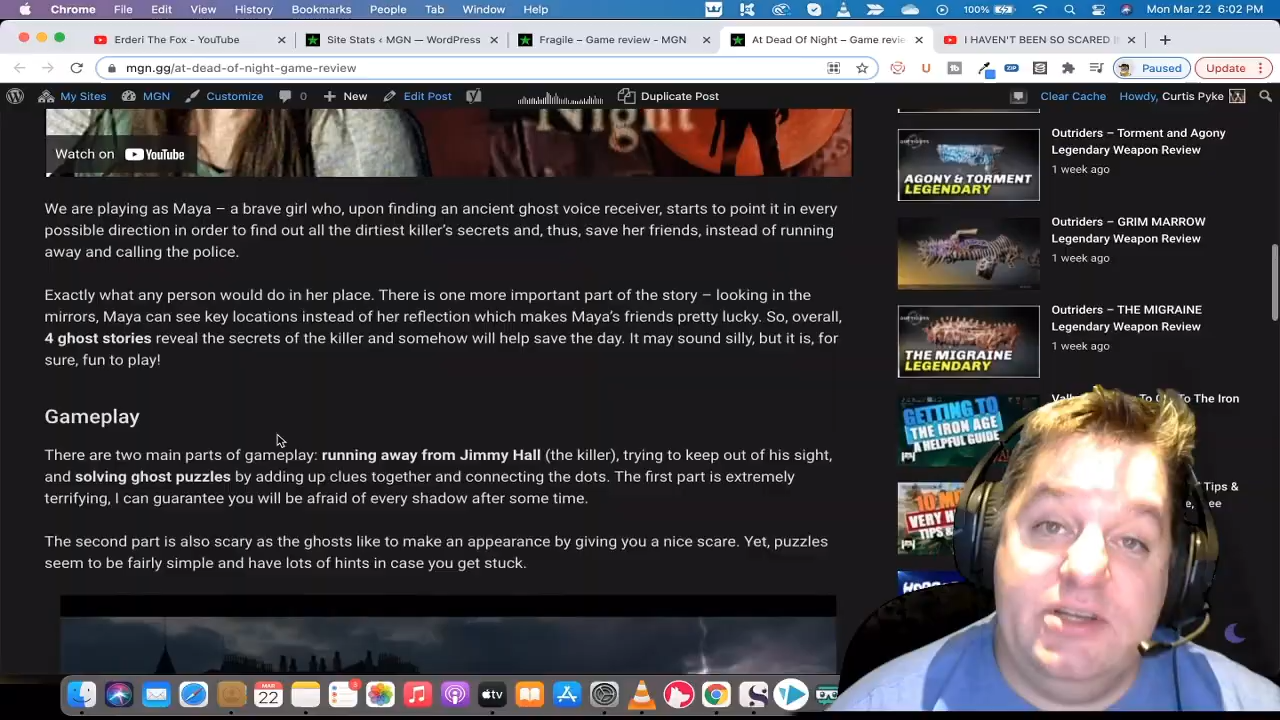 Chrome File Edit View History Bookmarks People Tab Window Help 100% Mon Mar 22 6:02 PM
Erderi The Fox - YouTube
Site Stats ‹ MGN — WordPress
Fragile – Game review - MGN
At Dead Of Night – Game revie
I HAVEN'T BEEN SO SCARED I
mgn.gg/at-dead-of-night-game-review
Paused
Update
My Sites MGN Customize 0 New Edit Post Duplicate Post Clear Cache Howdy, Curtis Pyke
Night
Watch on YouTube
We are playing as Maya – a brave girl who, upon finding an ancient ghost voice receiver, starts to point it in every
possible direction in order to find out all the dirtiest killer's secrets and, thus, save her friends, instead of running
away and calling the police.
Exactly what any person would do in her place. There is one more important part of the story – looking in the
mirrors, Maya can see key locations instead of her reflection which makes Maya's friends pretty lucky. So, overall,
4 ghost stories reveal the secrets of the killer and somehow will help save the day. It may sound silly, but it is, for
sure, fun to play!
Gameplay
There are two main parts of gameplay: running away from Jimmy Hall (the killer), trying to keep out of his sight,
and solving ghost puzzles by adding up clues together and connecting the dots. The first part is extremely
terrifying, I can guarantee you will be afraid of every shadow after some time.
The second part is also scary as the ghosts like to make an appearance by giving you a nice scare. Yet, puzzles
seem to be fairly simple and have lots of hints in case you get stuck.
AGONY & TORMENT
LEGENDARY
Outriders – Torment and Agony
Legendary Weapon Review
1 week ago
Outriders – GRIM MARROW
Legendary Weapon Review
1 week ago
THE MIGRAINE
LEGENDARY
Outriders – THE MIGRAINE
Legendary Weapon Review
1 week ago
GETTING TO
THE IRON AGE
A HELPFUL GUIDE
To The Iron
VERY
Tips &
MAR
22
tv